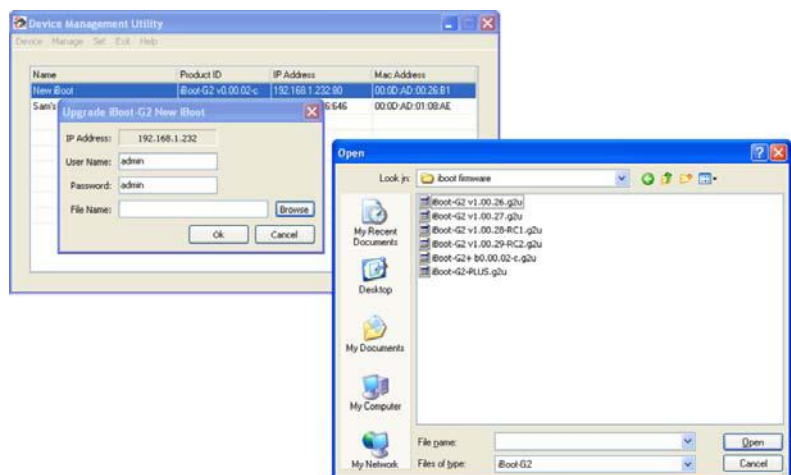 Device Management Utility
Device Manage Set Exit Help
Name Product ID IP Address Mac Address
New iBoot iBoot-G2 v0.00.02-c 192.168.1.232:80 00:0D:AD:00:26:B1
Sam's 6:646 00:0D:AD:01:08:AE
Upgrade iBoot-G2 New IBoot
IP Address: 192.168.1.232
User Name: admin
Password: admin
File Name: Browse
Ok Cancel
Open
Look in: iboot firmware
iBoot-G2 v1.00.26.g2u
iBoot-G2 v1.00.27.g2u
iBoot-G2 v1.00.28-RC1.g2u
iBoot-G2 v1.00.29-RC2.g2u
iBoot-G2+ b0.00.02-c.g2u
iBoot-G2-PLUS.g2u
My Recent
Documents
Desktop
My Documents
My Computer
My Network
File name: Open
Files of type: iBoot-G2 Cancel